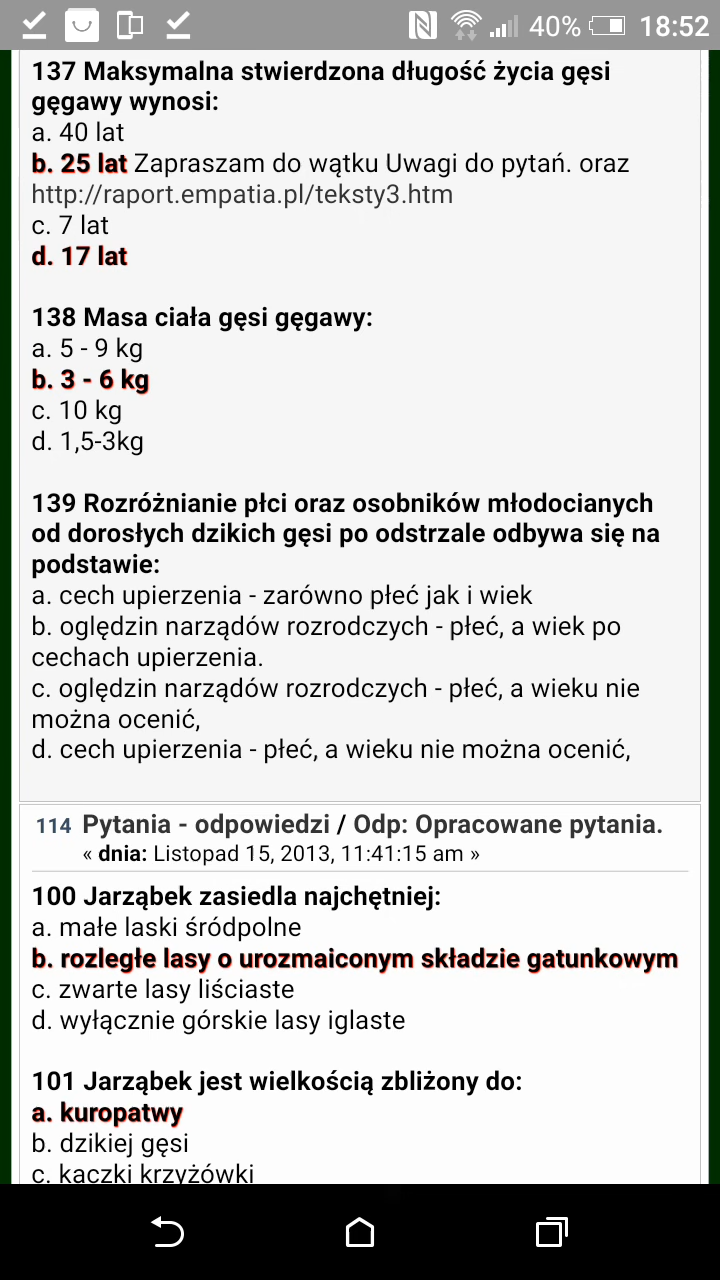 40% 18:52
137 Maksymalna stwierdzona długość życia gęsi
gęgawy wynosi:
a. 40 lat
b. 25 lat Zapraszam do wątku Uwagi do pytań. oraz
http://raport.empatia.pl/teksty3.htm
c. 7 lat
d. 17 lat
138 Masa ciała gęsi gęgawy:
a. 5 - 9 kg
b. 3 - 6 kg
c. 10 kg
d. 1,5-3kg
139 Rozróżnianie płci oraz osobników młodocianych
od dorosłych dzikich gęsi po odstrzale odbywa się na
podstawie:
a. cech upierzenia - zarówno płeć jak i wiek
b. oględzin narządów rozrodczych - płeć, a wiek po
cechach upierzenia.
c. oględzin narządów rozrodczych - płeć, a wieku nie
można ocenić,
d. cech upierzenia - płeć, a wieku nie można ocenić,
114 Pytania - odpowiedzi / Odp: Opracowane pytania.
« dnia: Listopad 15, 2013, 11:41:15 am »
100 Jarząbek zasiedla najchętniej:
a. małe laski śródpolne
b. rozległe lasy o urozmaiconym składzie gatunkowym
c. zwarte lasy liściaste
d. wyłącznie górskie lasy iglaste
101 Jarząbek jest wielkością zbliżony do:
a. kuropatwy
b. dzikiej gęsi
c. kaczki krzyżówki